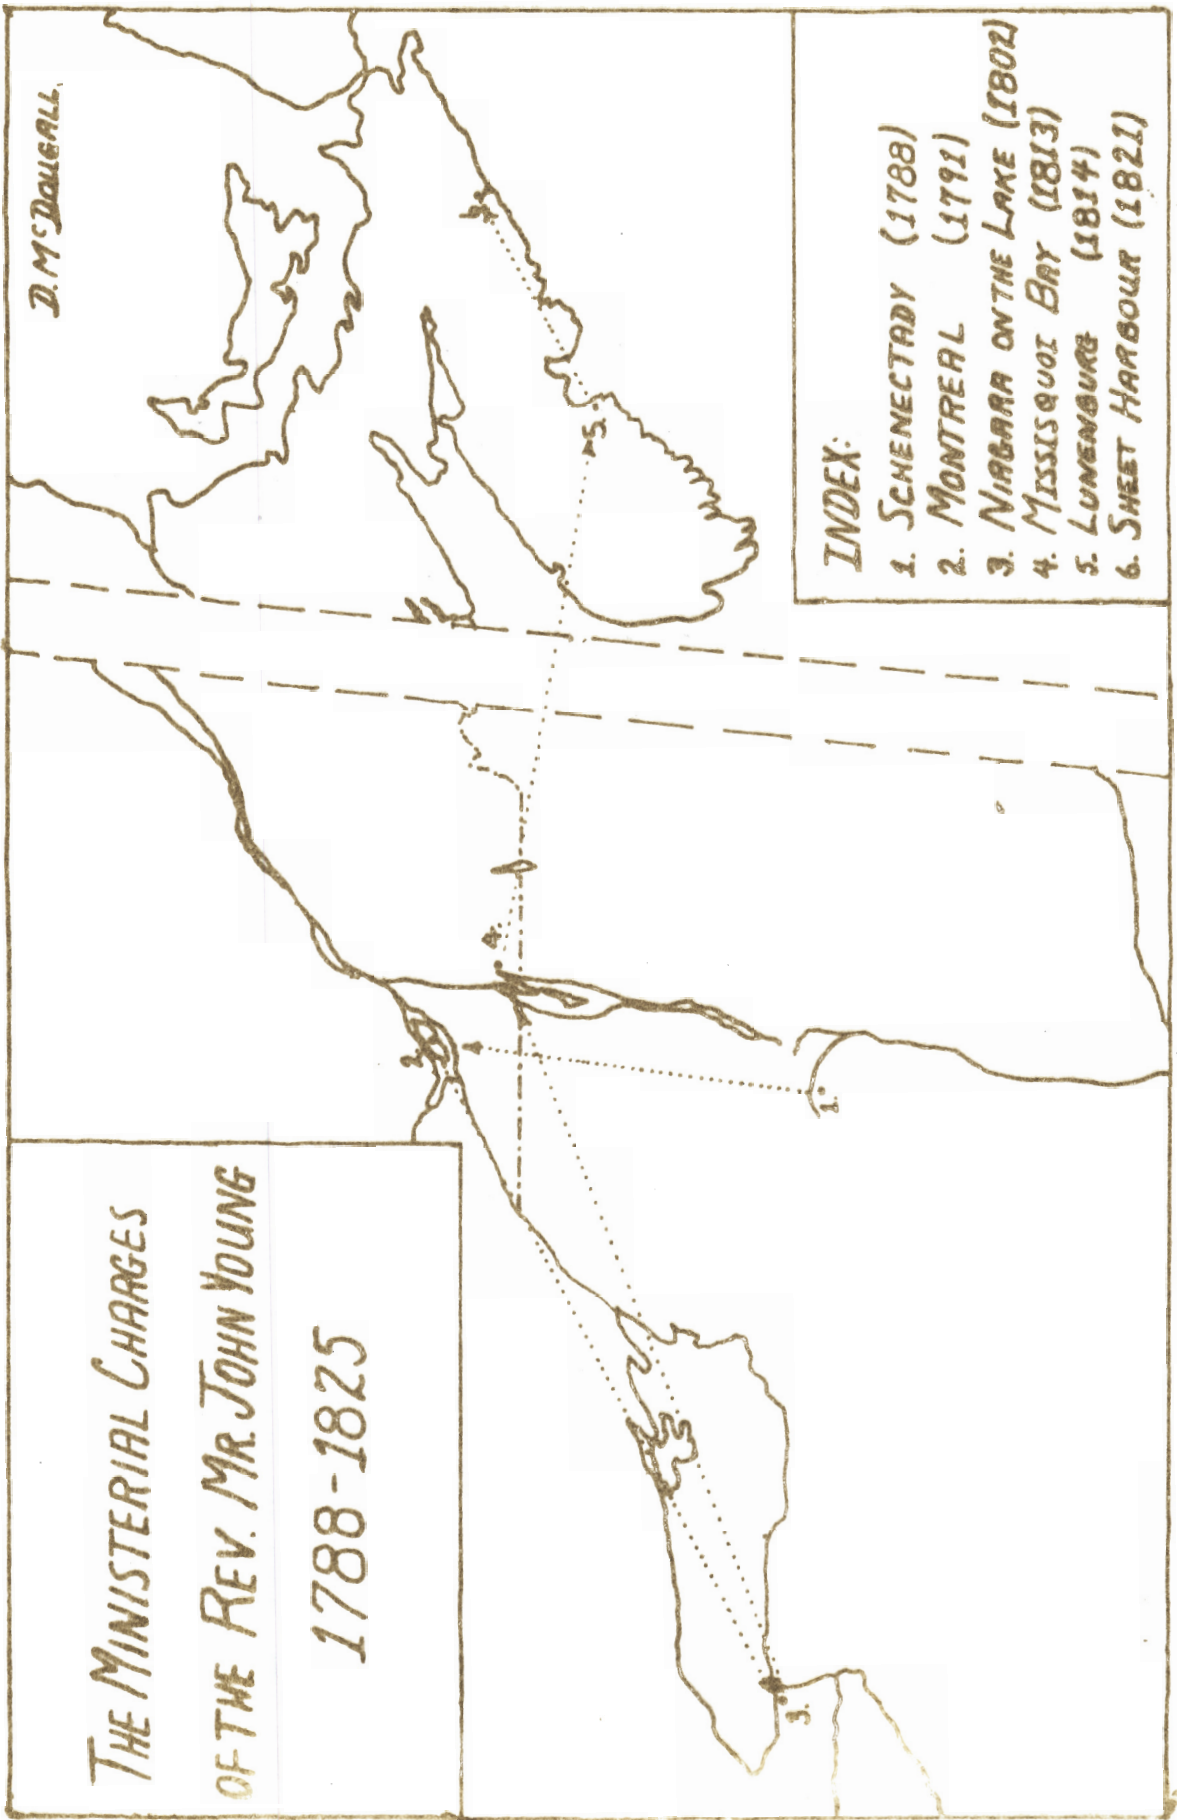 THE MINISTERIAL CHARGES
OF THE REV. MR. JOHN YOUNG
1788-1825
D. McDOUGALL.
1.
2.
3.
4.
5.
6.
INDEX:
1. SCHENECTADY (1788)
2. MONTREAL (1791)
3. NIAGARA ON THE LAKE (1802)
4. MISSISQUOI BAY (1813)
5. LUNENBURG (1814)
6. SHEET HARBOUR (1821)